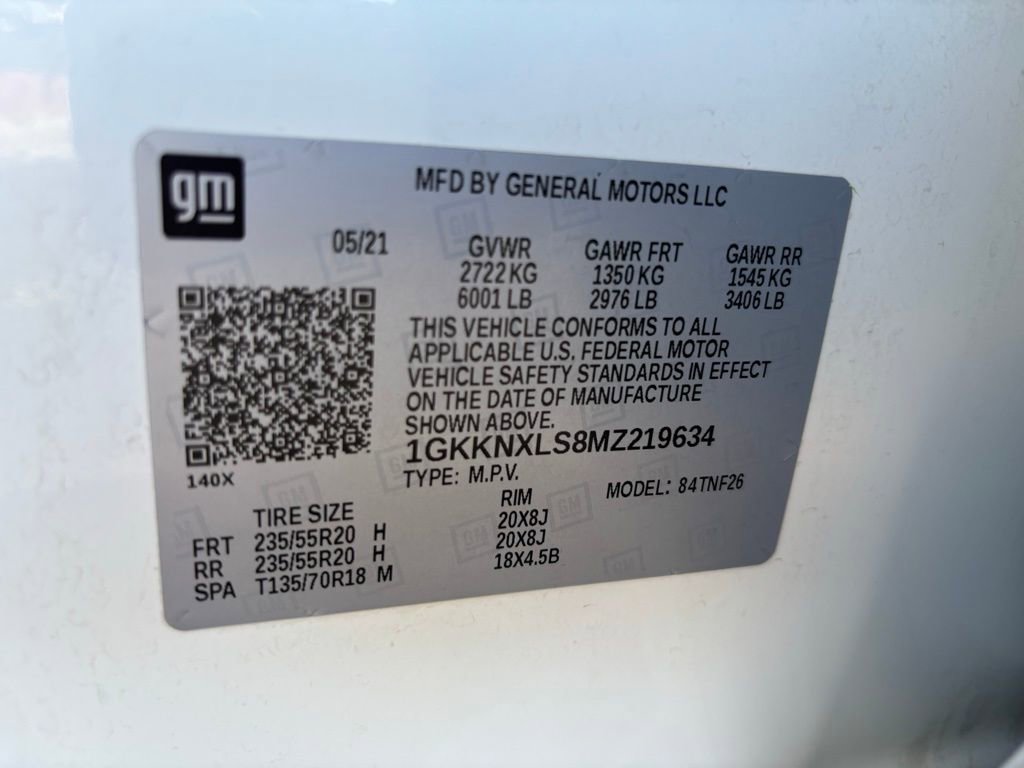 gm
MFD BY GENERAL MOTORS LLC
05/21 GVWR GAWR FRT GAWR RR
2722 KG 1350 KG 1545 KG
6001 LB 2976 LB 3406 LB
THIS VEHICLE CONFORMS TO ALL
APPLICABLE U.S. FEDERAL MOTOR
VEHICLE SAFETY STANDARDS IN EFFECT
ON THE DATE OF MANUFACTURE
SHOWN ABOVE.
1GKKNXLS8MZ219634
140X TYPE: M.P.V. MODEL: 84TNF26
TIRE SIZE RIM
FRT 235/55R20 H 20X8J
RR 235/55R20 H 20X8J
SPA T135/70R18 M 18X4.5B